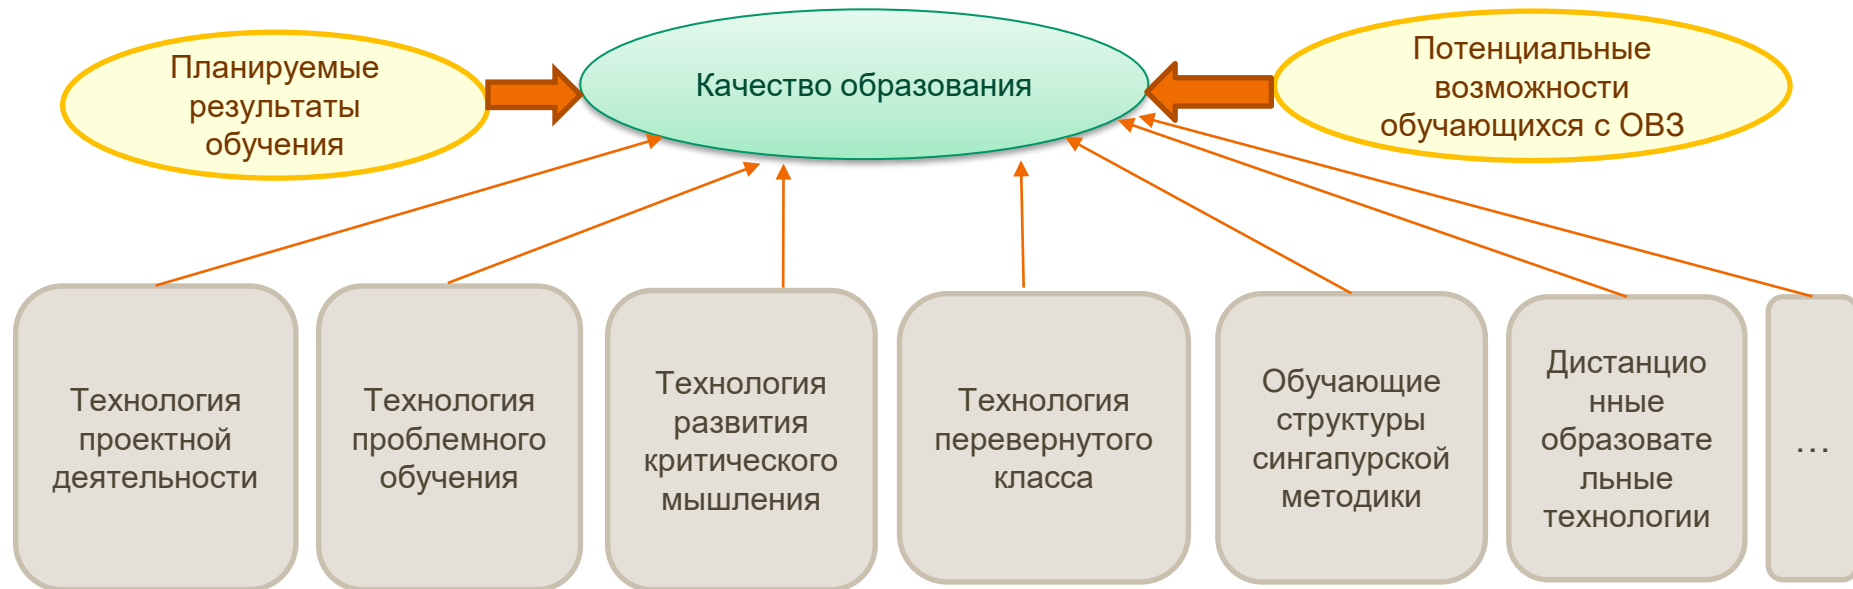 Планируемые
результаты
обучения
Качество образования
Потенциальные
возможности
обучающихся с ОВЗ
Технология
проектной
деятельности
Технология
проблемного
обучения
Технология
развития
критического
мышления
Технология
перевернутого
класса
Обучающие
структуры
сингапурской
методики
Дистанцио
нные
образовате
льные
технологии
...